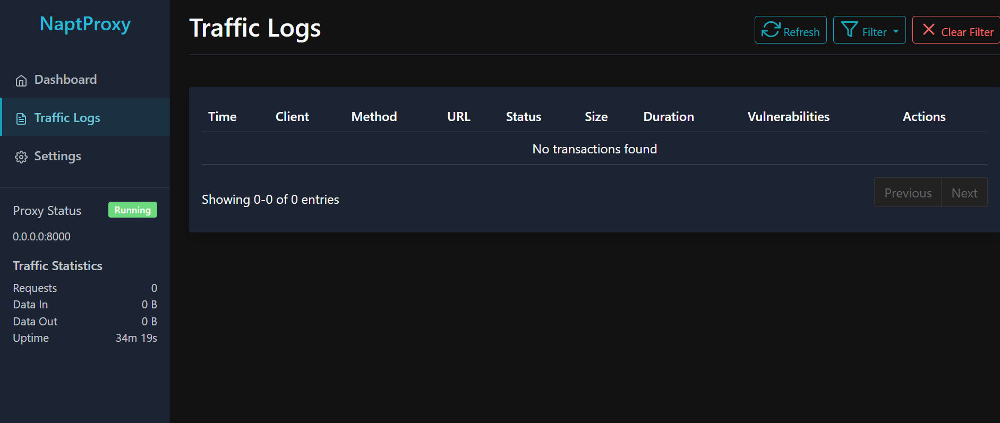 NaptProxy
Dashboard
Traffic Logs
Settings
Proxy Status Running
0.0.0.0:8000
Traffic Statistics
Requests 0
Data In 0 B
Data Out 0 B
Uptime 34m 19s
Traffic Logs
Refresh Filter Clear Filter
Time Client Method URL Status Size Duration Vulnerabilities Actions
No transactions found
Showing 0-0 of 0 entries
Previous Next